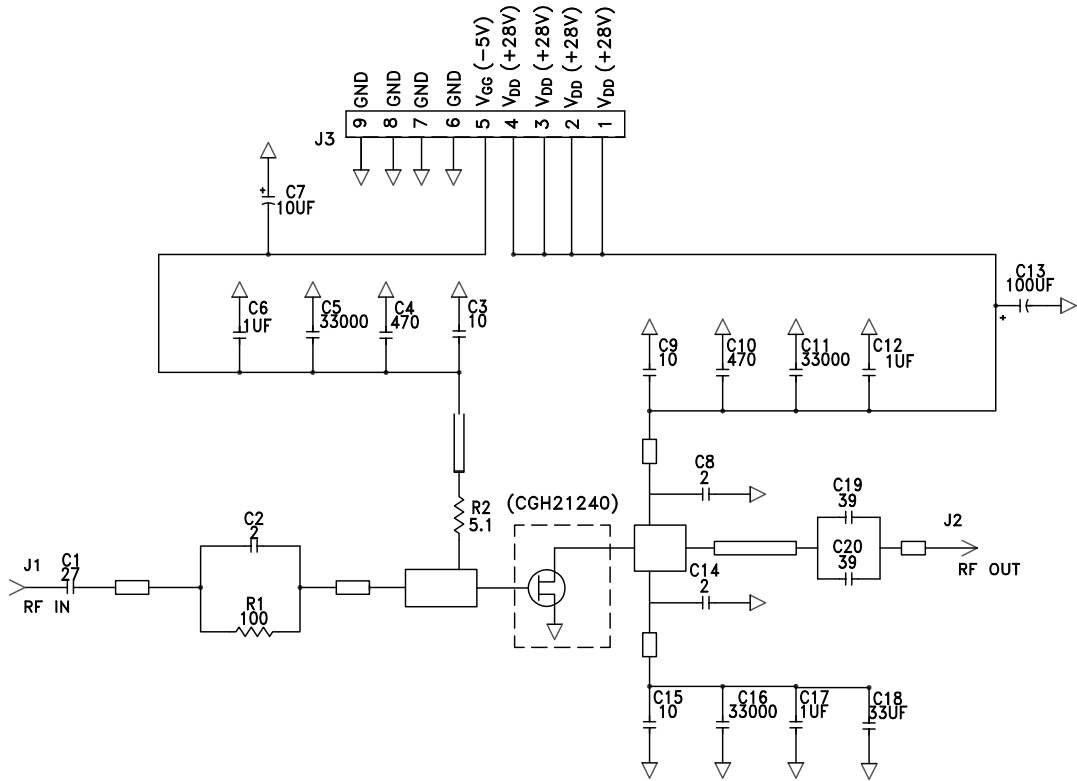 GND
GND
GND
GND
VGG (-5V)
VDD (+28V)
VDD (+28V)
VDD (+28V)
VDD (+28V)
J3
9
8
7
6
5
4
3
2
1
C7
10UF
C6
1UF
C5
33000
C4
470
C3
10
C13
100UF
+
+
C9
10
C10
470
C11
33000
C12
1UF
R2
5.1
(CGH21240)
C8
2
C19
39
C20
39
J2
RF OUT
J1
RF IN
C1
27
C2
2
R1
100
C14
2
C15
10
C16
33000
C17
1UF
C18
33UF